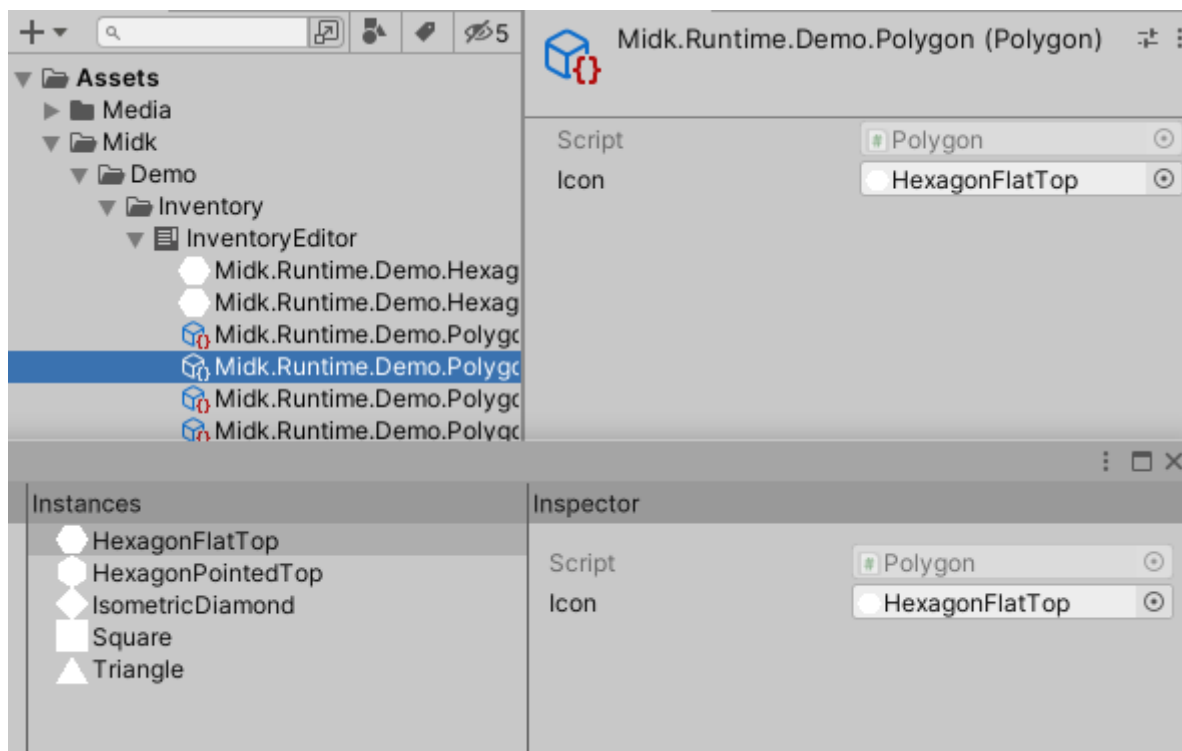 5
Assets
Media
Midk
Demo
Inventory
InventoryEditor
Midk.Runtime.Demo.Hexag
Midk.Runtime.Demo.Hexag
Midk.Runtime.Demo.Polygo
Midk.Runtime.Demo.Polygo
Midk.Runtime.Demo.Polygo
Midk.Runtime.Demo.Polygo
Midk.Runtime.Demo.Polygon (Polygon)
Script # Polygon
Icon HexagonFlatTop
Instances
HexagonFlatTop
HexagonPointedTop
IsometricDiamond
Square
Triangle
Inspector
Script # Polygon
Icon HexagonFlatTop